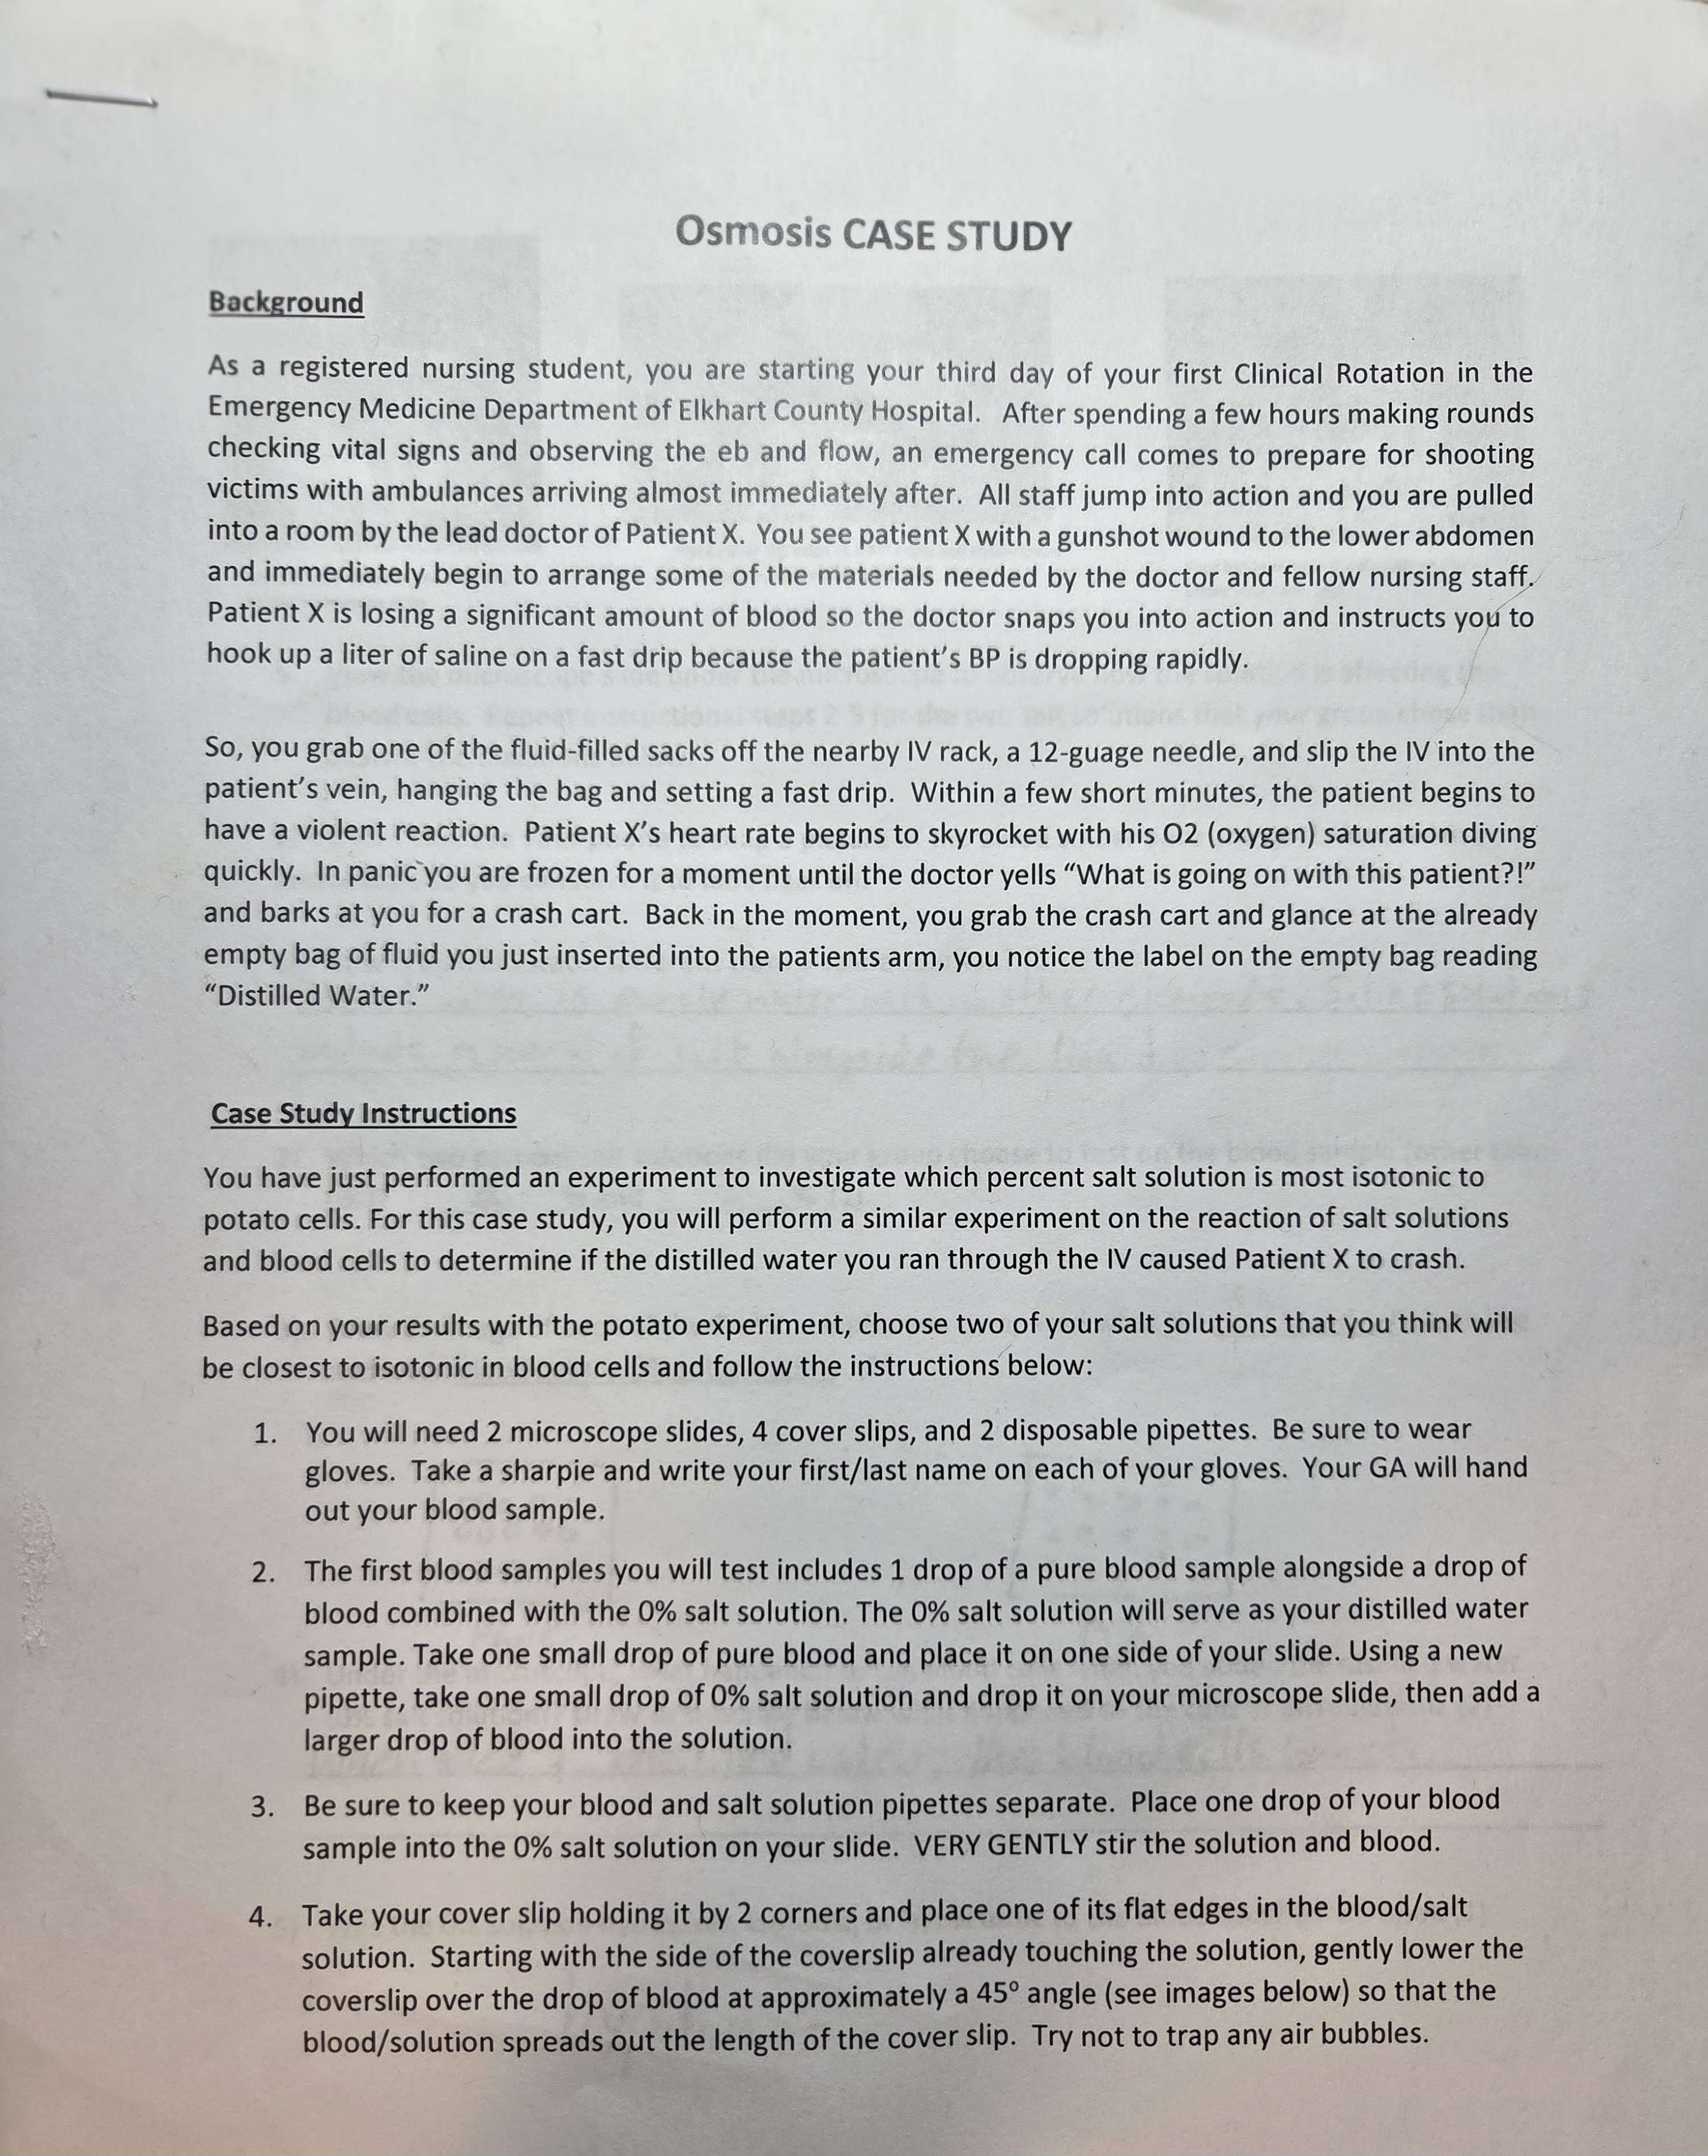 Osmosis CASE STUDY
Background
As a registered nursing student, you are starting your third day of your first Clinical Rotation in the
Emergency Medicine Department of Elkhart County Hospital. After spending a few hours making rounds
checking vital signs and observing the eb and flow, an emergency call comes to prepare for shooting
victims with ambulances arriving almost immediately after. All staff jump into action and you are pulled
into a room by the lead doctor of Patient X. You see patient X with a gunshot wound to the lower abdomen
and immediately begin to arrange some of the materials needed by the doctor and fellow nursing staff.
Patient X is losing a significant amount of blood so the doctor snaps you into action and instructs you to
hook up a liter of saline on a fast drip because the patient's BP is dropping rapidly.
So, you grab one of the fluid-filled sacks off the nearby IV rack, a 12-guage needle, and slip the IV into the
patient's vein, hanging the bag and setting a fast drip. Within a few short minutes, the patient begins to
have a violent reaction. Patient X's heart rate begins to skyrocket with his O2 (oxygen) saturation diving
quickly. In panic you are frozen for a moment until the doctor yells “What is going on with this patient?!”
and barks at you for a crash cart. Back in the moment, you grab the crash cart and glance at the already
empty bag of fluid you just inserted into the patients arm, you notice the label on the empty bag reading
“Distilled Water.”
Case Study Instructions
You have just performed an experiment to investigate which percent salt solution is most isotonic to
potato cells. For this case study, you will perform a similar experiment on the reaction of salt solutions
and blood cells to determine if the distilled water you ran through the IV caused Patient X to crash.
Based on your results with the potato experiment, choose two of your salt solutions that you think will
be closest to isotonic in blood cells and follow the instructions below:
1. You will need 2 microscope slides, 4 cover slips, and 2 disposable pipettes. Be sure to wear
gloves. Take a sharpie and write your first/last name on each of your gloves. Your GA will hand
out your blood sample.
2. The first blood samples you will test includes 1 drop of a pure blood sample alongside a drop of
blood combined with the 0% salt solution. The 0% salt solution will serve as your distilled water
sample. Take one small drop of pure blood and place it on one side of your slide. Using a new
pipette, take one small drop of 0% salt solution and drop it on your microscope slide, then add a
larger drop of blood into the solution.
3. Be sure to keep your blood and salt solution pipettes separate. Place one drop of your blood
sample into the 0% salt solution on your slide. VERY GENTLY stir the solution and blood.
4. Take your cover slip holding it by 2 corners and place one of its flat edges in the blood/salt
solution. Starting with the side of the coverslip already touching the solution, gently lower the
coverslip over the drop of blood at approximately a 45º angle (see images below) so that the
blood/solution spreads out the length of the cover slip. Try not to trap any air bubbles.